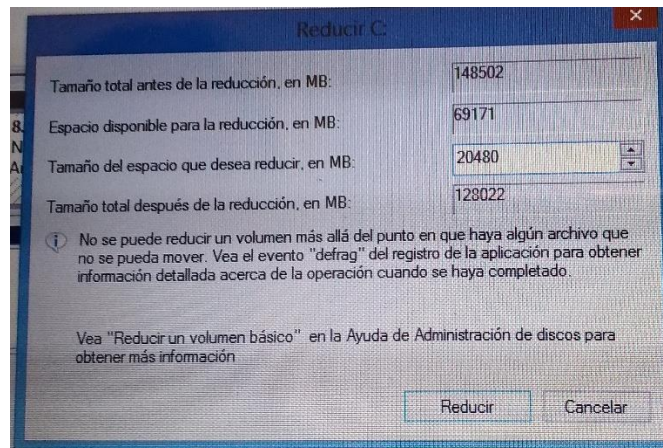 Reducir C:
Tamaño total antes de la reducción, en MB:
148502
Espacio disponible para la reducción, en MB:
69171
Tamaño del espacio que desea reducir, en MB:
20480
Tamaño total después de la reducción, en MB:
128022
No se puede reducir un volumen más allá del punto en que haya algún archivo que
no se pueda mover. Vea el evento "defrag" del registro de la aplicación para obtener
información detallada acerca de la operación cuando se haya completado.
Vea "Reducir un volumen básico" en la Ayuda de Administración de discos para
obtener más información
Reducir
Cancelar